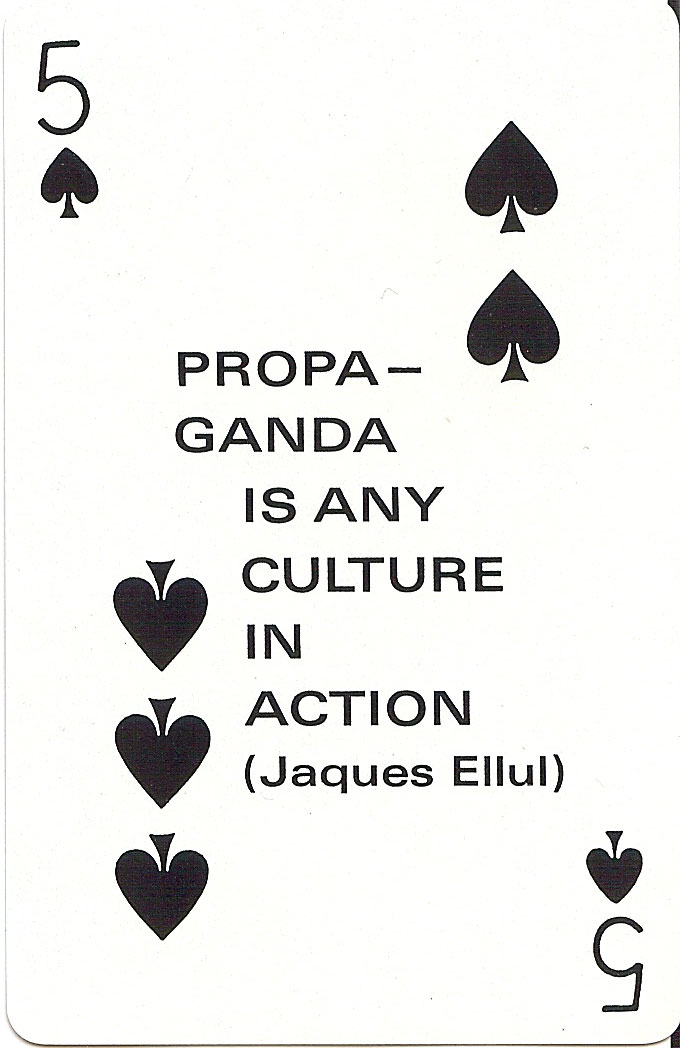 5
PROPA–
GANDA
IS ANY
CULTURE
IN
ACTION
(Jaques Ellul)
5